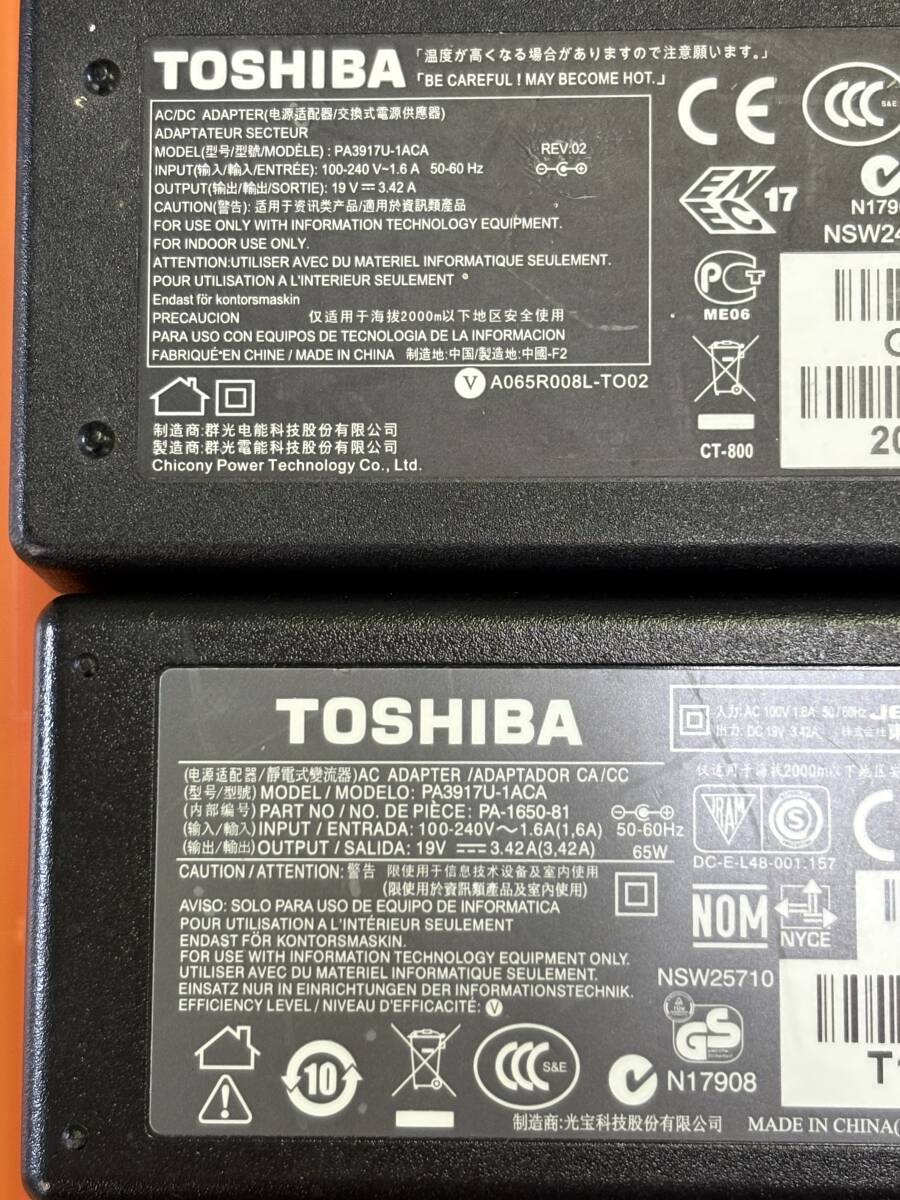 TOSHIBA
「温度が高くなる場合がありますので注意願います。」
「BE CAREFUL ! MAY BECOME HOT.」
AC/DC ADAPTER(电源适配器/交換式電源供應器)
ADAPTATEUR SECTEUR
MODEL(型号/型號/MODÈLE) : PA3917U-1ACA
REV:02
INPUT(输入/輸入/ENTRÉE): 100-240 V~1.6 A 50-60 Hz
OUTPUT(输出/輸出/SORTIE): 19 V⎓3.42 A
CAUTION(警告): 适用于资讯类产品/適用於資訊類產品
FOR USE ONLY WITH INFORMATION TECHNOLOGY EQUIPMENT.
FOR INDOOR USE ONLY.
ATTENTION:UTILISER AVEC DU MATERIEL INFORMATIQUE SEULEMENT.
POUR UTILISATION A L'INTERIEUR SEULEMENT
Endast för kontorsmaskin
PRECAUCION 仅适用于海拔2000m以下地区安全使用
PARA USO CON EQUIPOS DE TECNOLOGIA DE LA INFORMACION
FABRIQUÉ EN CHINE / MADE IN CHINA 制造地:中国/製造地:中國-F2
V A065R008L-TO02
制造商:群光电能科技股份有限公司
製造商:群光電能科技股份有限公司
Chicony Power Technology Co., Ltd.
CE
CCC S&E
ENEC 17
N179
NSW24
PCT
ME06
CT-800
20
TOSHIBA
入力: AC 100V 1.6A 50/60Hz
出力: DC 19V 3.42A 株式会社
(电源适配器/靜電式變流器)AC ADAPTER /ADAPTADOR CA/CC
(型号/型號) MODEL / MODELO: PA3917U-1ACA
(内部编号) PART NO / NO. DE PIÈCE: PA-1650-81
(输入/輸入) INPUT / ENTRADA: 100-240V～1.6A(1,6A) 50-60Hz
(输出/輸出) OUTPUT / SALIDA: 19V ⎓ 3.42A(3,42A) 65W
CAUTION / ATTENTION: 警告 限使用于信息技术设备及室内使用
(限使用於資訊類產品及室內使用)
AVISO: SOLO PARA USO DE EQUIPO DE INFORMATICA
POUR UTILISATION A L'INTÉRIEUR SEULEMENT
ENDAST FÖR KONTORSMASKIN.
FOR USE WITH INFORMATION TECHNOLOGY EQUIPMENT ONLY.
UTILISER AVEC DU MATERIEL INFORMATIQUE SEULEMENT.
EINSATZ NUR IN EINRICHTUNGEN DER INFORMATIONSTECHNIK.
EFFICIENCY LEVEL / NIVEAU D'EFFICACITÉ: V
仅适用于海拔2000m以下地区安
VRAM
S
DC-E-L48-001.157
NOM
NYCE
NSW25710
GS
10
CCC S&E
N17908
制造商:光宝科技股份有限公司 MADE IN CHINA(